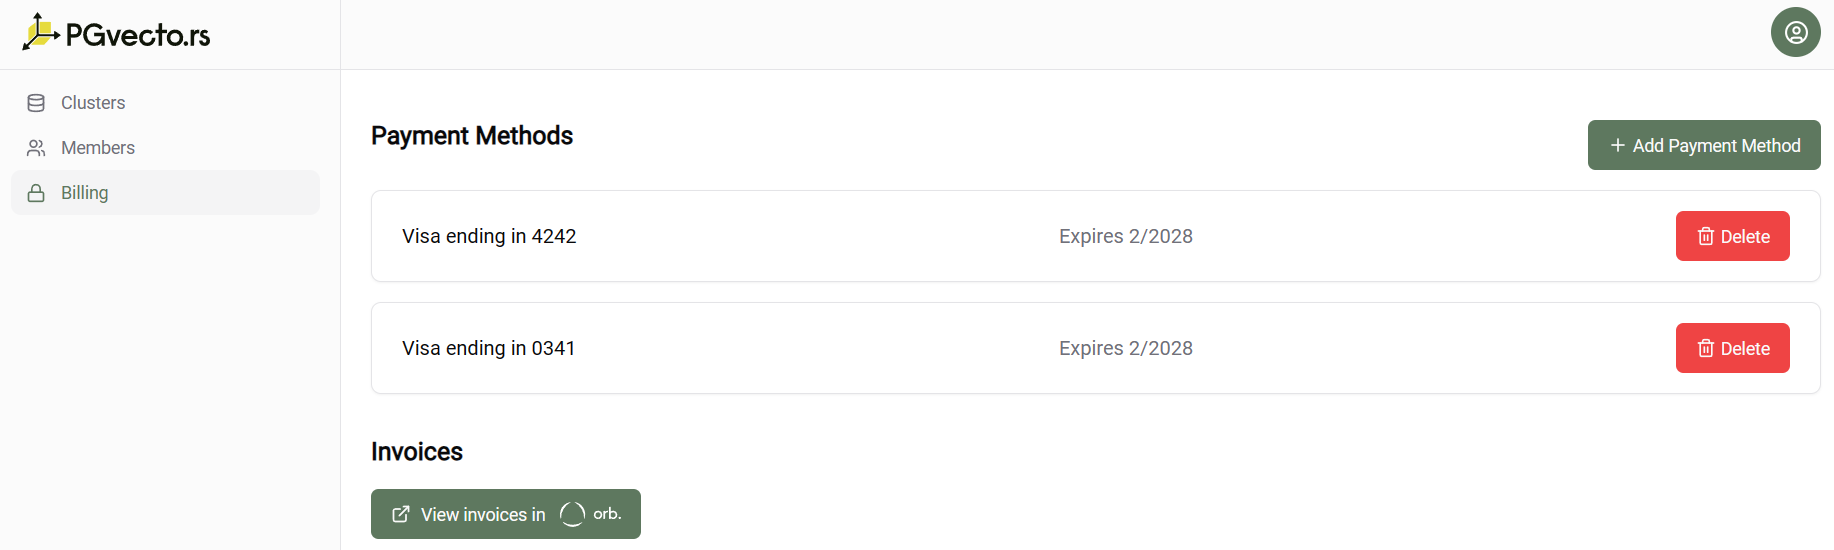 PGvecto.rs
Clusters
Members
Billing
Payment Methods
Add Payment Method
Visa ending in 4242 Expires 2/2028 Delete
Visa ending in 0341 Expires 2/2028 Delete
Invoices
View invoices in orb.